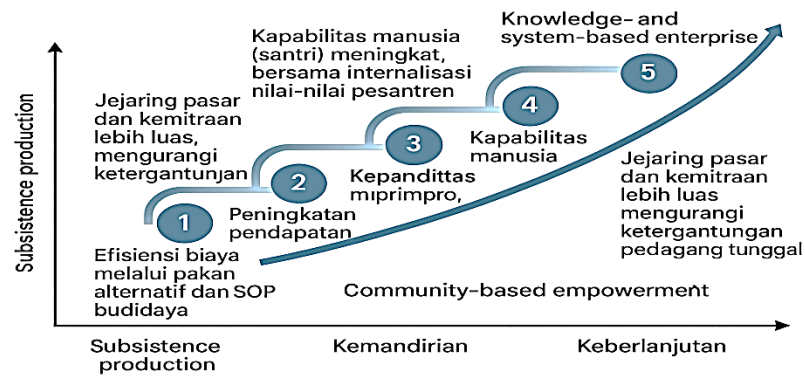 Knowledge- and
system-based enterprise
Kapabilitas manusia
(santri) meningkat,
bersama internalisasi
nilai-nilai pesantren
Jejaring pasar
dan kemitraan
lebih luas,
mengurangi
ketergantunjan
5
4
3
2
1
Kapabilitas
manusia
Kepandittas
miprimpro,
Peningkatan
pendapatan
Efisiensi biaya
melalui pakan
alternatif dan SOP
budidaya
Jejaring pasar
dan kemitraan
lebih luas
mengurangi
ketergantungan
pedagang tunggal
Community-based empowerment
Subsistence production
Subsistence
production
Kemandirian
Keberlanjutan